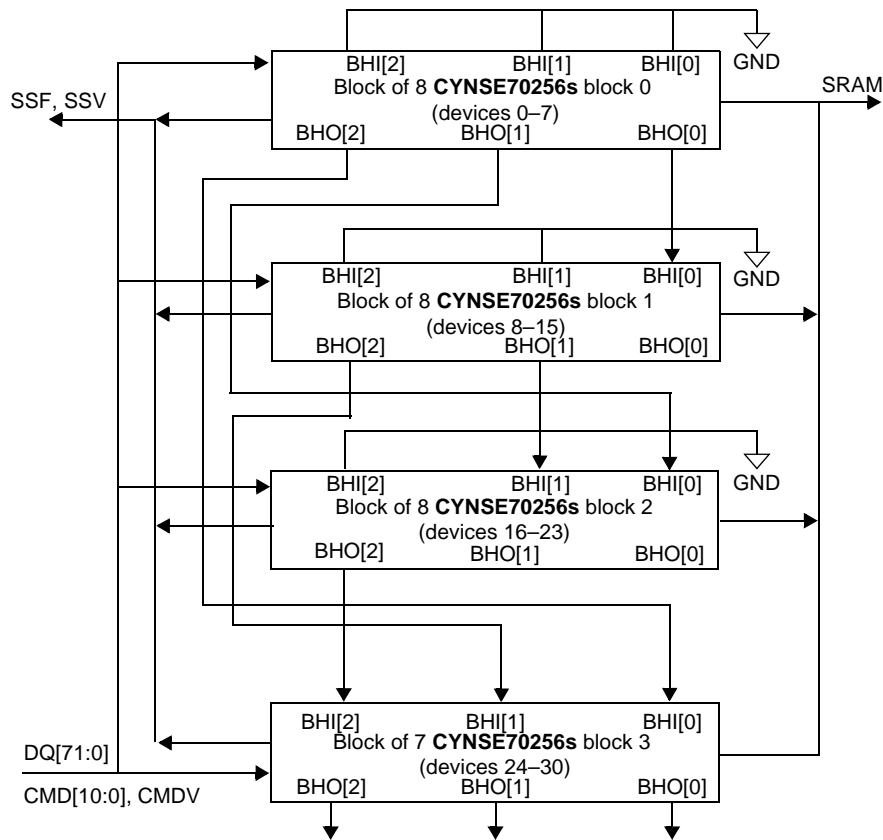 BHI[2] BHI[1] BHI[0] GND
Block of 8 CYNSE70256s block 0
(devices 0–7)
SRAM
SSF, SSV
BHO[2] BHO[1] BHO[0]
BHI[2] BHI[1] BHI[0] GND
Block of 8 CYNSE70256s block 1
(devices 8–15)
BHO[2] BHO[1] BHO[0]
BHI[2] BHI[1] BHI[0] GND
Block of 8 CYNSE70256s block 2
(devices 16–23)
BHO[2] BHO[1] BHO[0]
BHI[2] BHI[1] BHI[0]
Block of 7 CYNSE70256s block 3
(devices 24–30)
DQ[71:0]
BHO[2] BHO[1] BHO[0]
CMD[10:0], CMDV